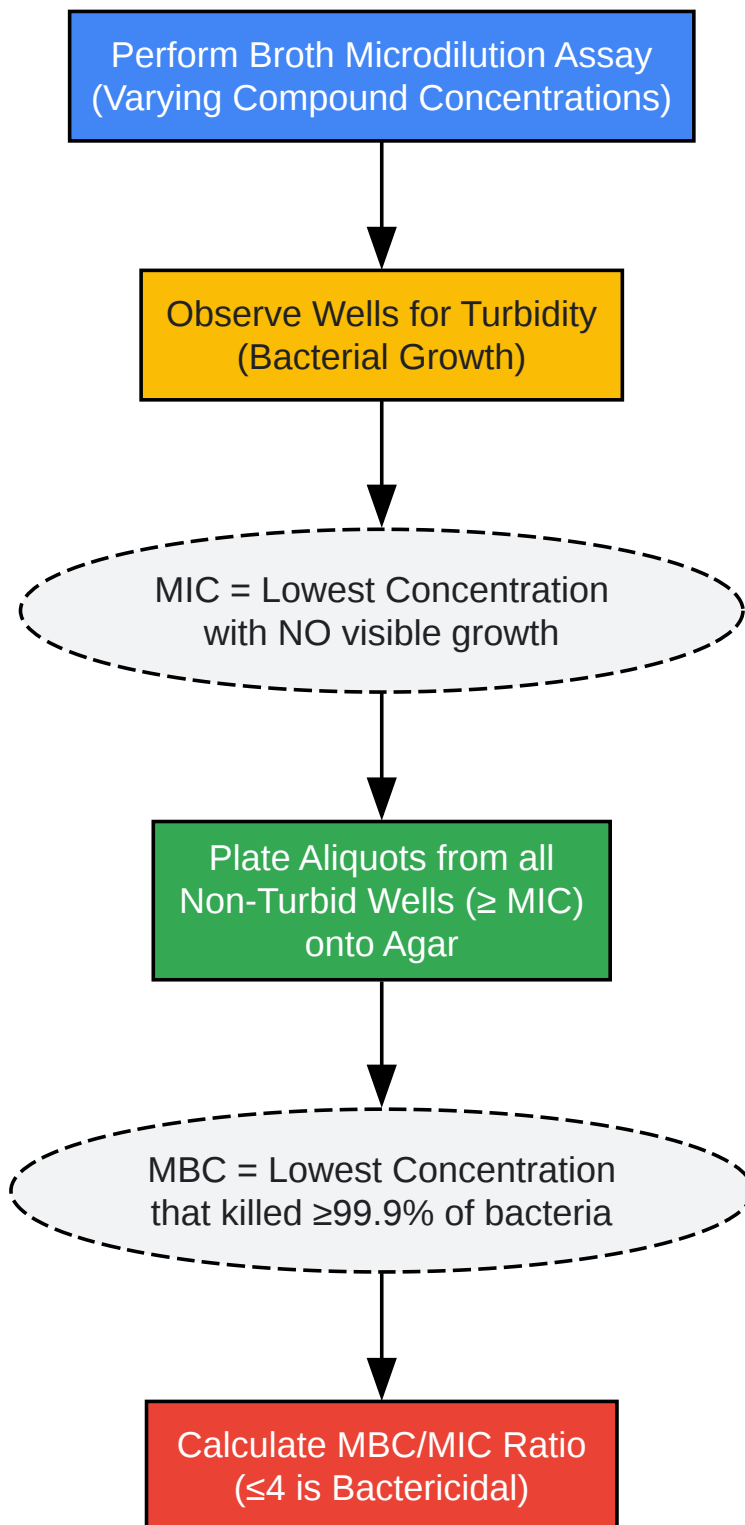 Perform Broth Microdilution Assay
(Varying Compound Concentrations)
Observe Wells for Turbidity
(Bacterial Growth)
MIC = Lowest Concentration
with NO visible growth
Plate Aliquots from all
Non-Turbid Wells (≥ MIC)
onto Agar
MBC = Lowest Concentration
that killed ≥99.9% of bacteria
Calculate MBC/MIC Ratio
(≤4 is Bactericidal)